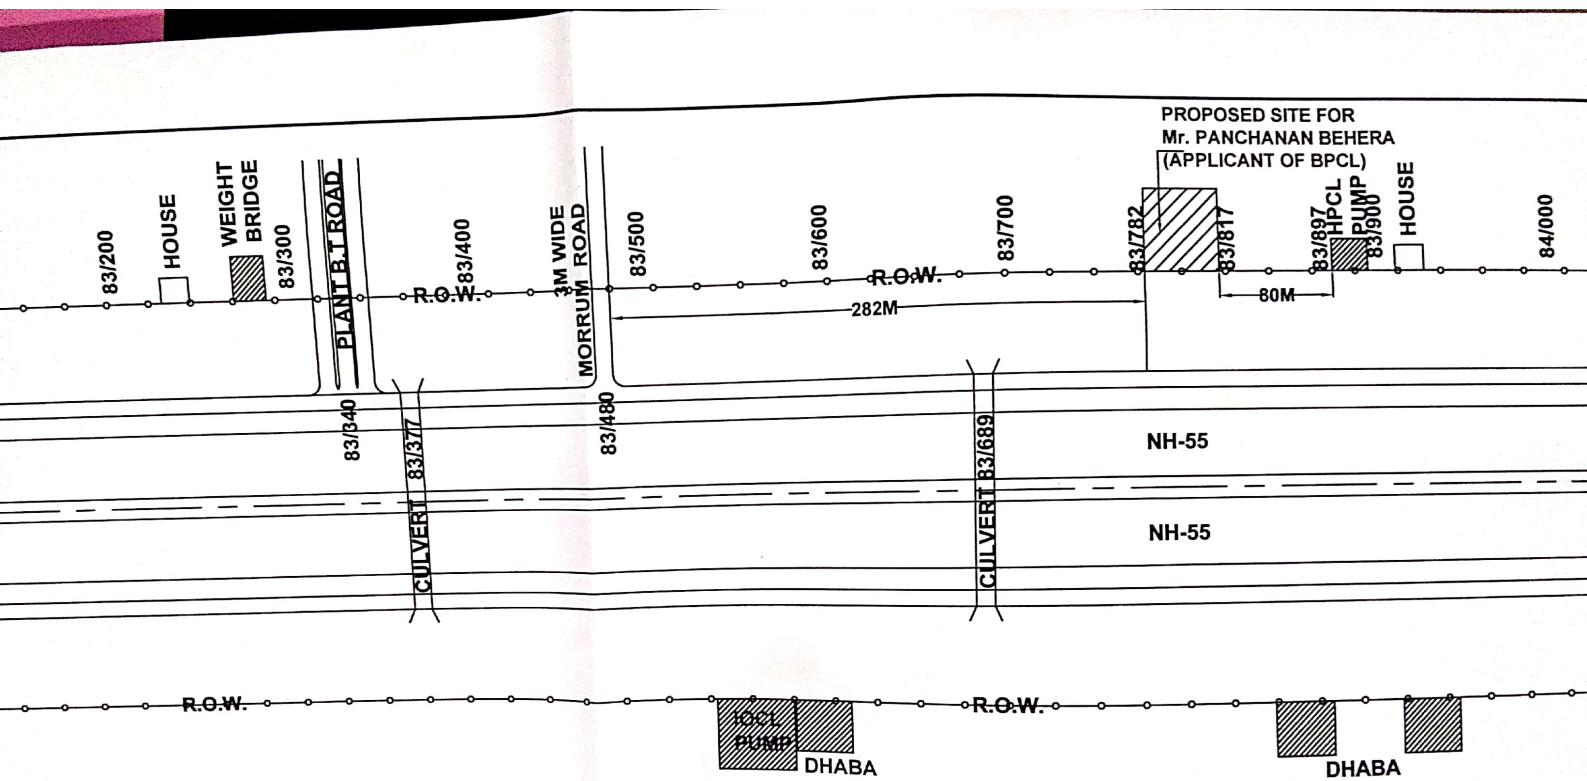 PROPOSED SITE FOR
Mr. PANCHANAN BEHERA
(APPLICANT OF BPCL)
83/200
HOUSE
WEIGHT
BRIDGE
83/300
PLANT B.T ROAD
83/400
3M WIDE
MORRUM ROAD
83/500
83/600
83/700
83/782
83/817
83/897
HPCL
PUMP
83/900
HOUSE
84/000
R.O.W.
R.O.W.
282M
80M
83/340
CULVERT 83/377
83/480
CULVERT 83/689
NH-55
NH-55
R.O.W.
R.O.W.
IOCL
PUMP
DHABA
DHABA